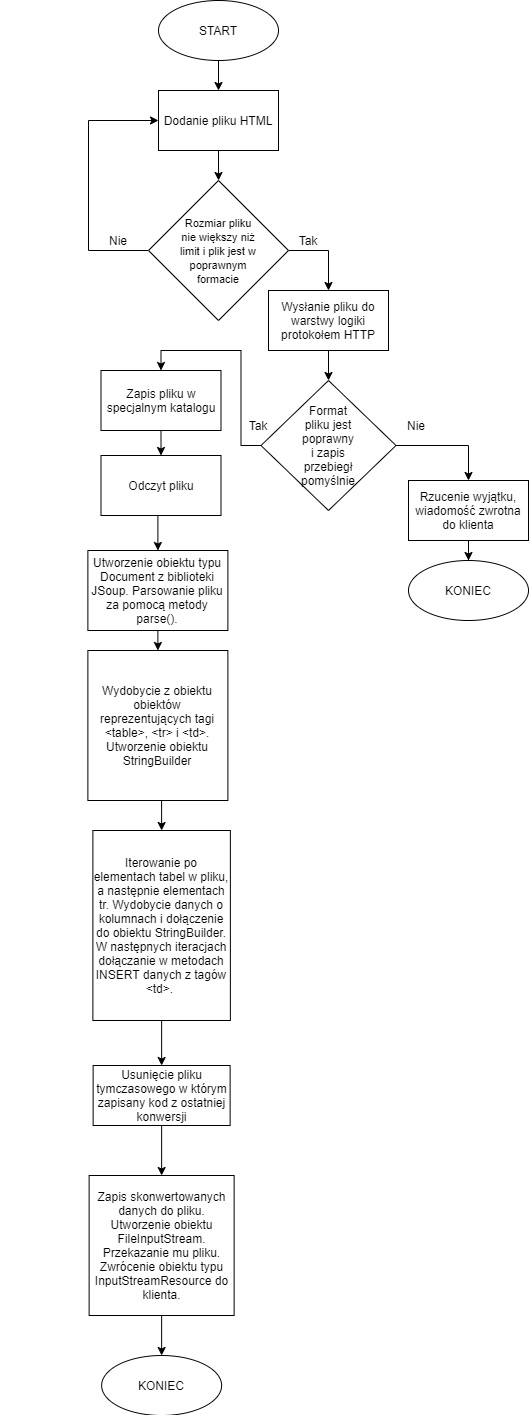 START
Dodanie pliku HTML
Rozmiar pliku
nie większy niż
limit i plik jest w
poprawnym
formacie
Nie
Tak
Wysłanie pliku do
warstwy logiki
protokołem HTTP
Format
pliku jest
poprawny
i zapis
przebiegł
pomyślnie
Tak
Nie
Zapis pliku w
specjalnym katalogu
Odczyt pliku
Rzucenie wyjątku,
wiadomość zwrotna
do klienta
KONIEC
Utworzenie obiektu typu
Document z biblioteki
JSoup. Parsowanie pliku
za pomocą metody
parse().
Wydobycie z obiektu
obiektów
reprezentujących tagi
<table>, <tr> i <td>.
Utworzenie obiektu
StringBuilder
Iterowanie po
elementach tabel w pliku,
a następnie elementach
tr. Wydobycie danych o
kolumnach i dołączenie
do obiektu StringBuilder.
W następnych iteracjach
dołączanie w metodach
INSERT danych z tagów
<td>.
Usunięcie pliku
tymczasowego w którym
zapisany kod z ostatniej
konwersji
Zapis skonwertowanych
danych do pliku.
Utworzenie obiektu
FileInputStream.
Przekazanie mu pliku.
Zwrócenie obiektu typu
InputStreamResource do
klienta.
KONIEC